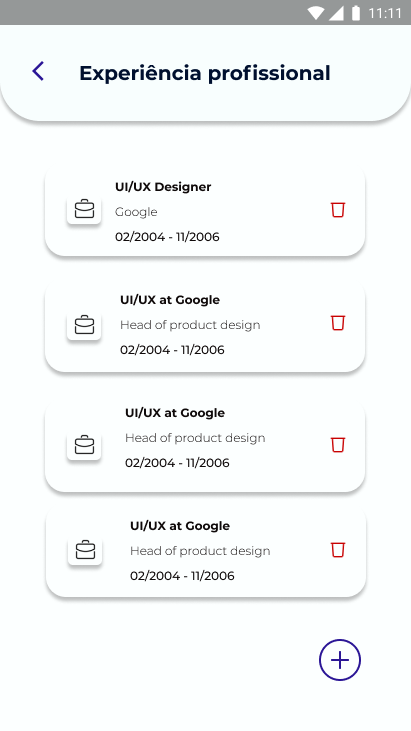 11:11
Experiência profissional
UI/UX Designer
Google
02/2004 - 11/2006
UI/UX at Google
Head of product design
02/2004 - 11/2006
UI/UX at Google
Head of product design
02/2004 - 11/2006
UI/UX at Google
Head of product design
02/2004 - 11/2006